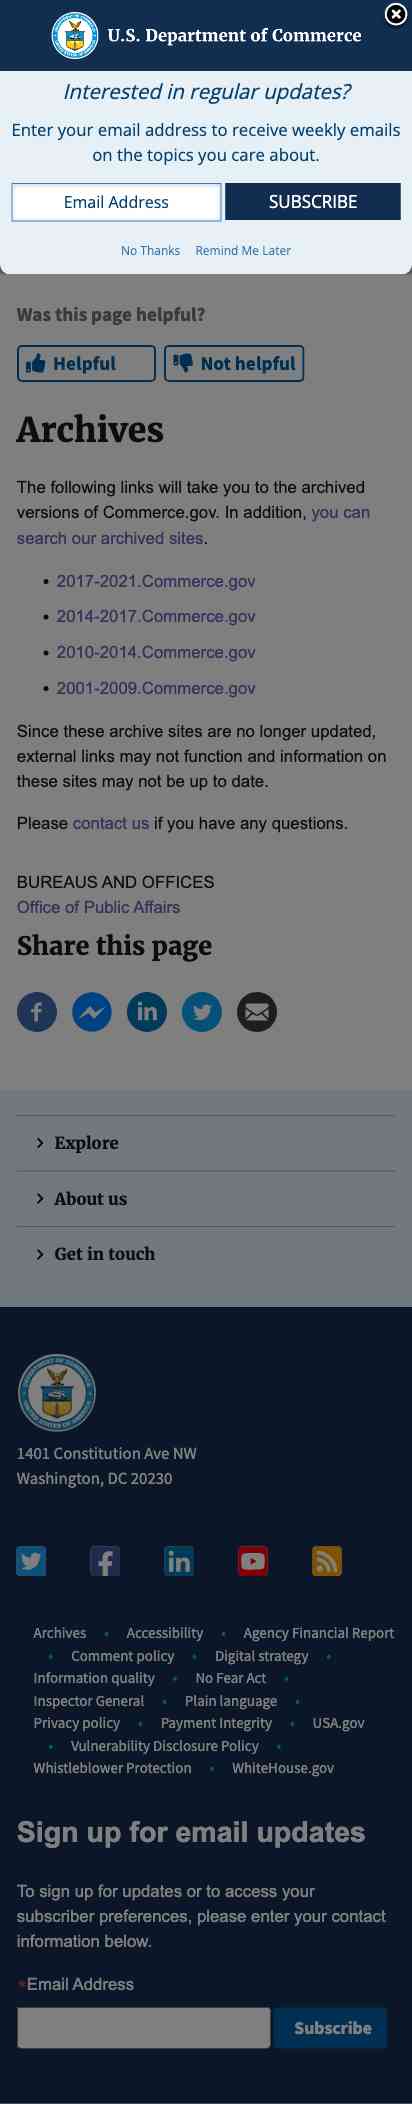 U.S. Department of Commerce
Interested in regular updates?
Enter your email address to receive weekly emails
on the topics you care about.
Email Address
SUBSCRIBE
No Thanks
Remind Me Later
Was this page helpful?
Helpful
Not helpful
Archives
The following links will take you to the archived
versions of Commerce.gov. In addition, you can
search our archived sites.
• 2017-2021.Commerce.gov
• 2014-2017.Commerce.gov
• 2010-2014.Commerce.gov
• 2001-2009.Commerce.gov
Since these archive sites are no longer updated,
external links may not function and information on
these sites may not be up to date.
Please contact us if you have any questions.
BUREAUS AND OFFICES
Office of Public Affairs
Share this page
Explore
About us
Get in touch
DEPARTMENT OF COMMERCE
UNITED STATES OF AMERICA
1401 Constitution Ave NW
Washington, DC 20230
Archives • Accessibility • Agency Financial Report
• Comment policy • Digital strategy •
Information quality • No Fear Act •
Inspector General • Plain language •
Privacy policy • Payment Integrity • USA.gov
• Vulnerability Disclosure Policy •
Whistleblower Protection • WhiteHouse.gov
Sign up for email updates
To sign up for updates or to access your
subscriber preferences, please enter your contact
information below.
*Email Address
Subscribe